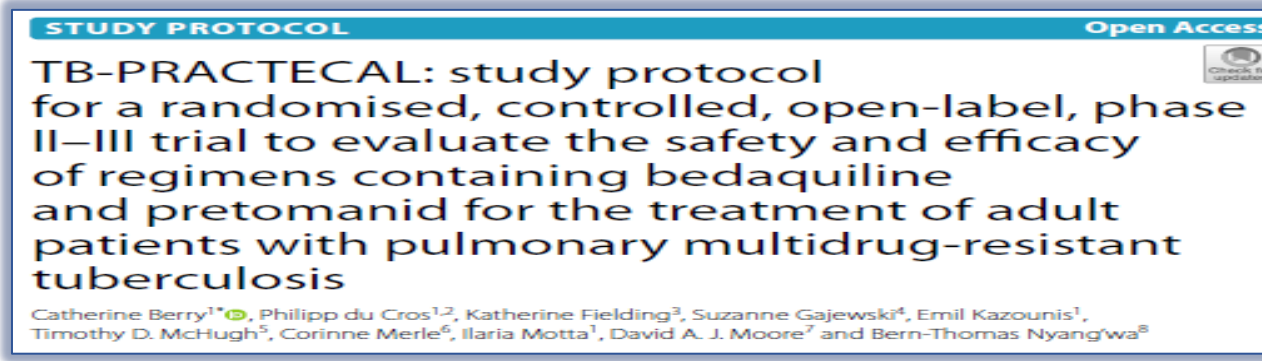 STUDY PROTOCOL Open Access
Check for updates
TB-PRACTECAL: study protocol
for a randomised, controlled, open-label, phase
II–III trial to evaluate the safety and efficacy
of regimens containing bedaquiline
and pretomanid for the treatment of adult
patients with pulmonary multidrug-resistant
tuberculosis
Catherine Berry¹*, Philipp du Cros¹,², Katherine Fielding³, Suzanne Gajewski⁴, Emil Kazounis¹,
Timothy D. McHugh⁵, Corinne Merle⁶, Ilaria Motta¹, David A. J. Moore⁷ and Bern-Thomas Nyang'wa⁸